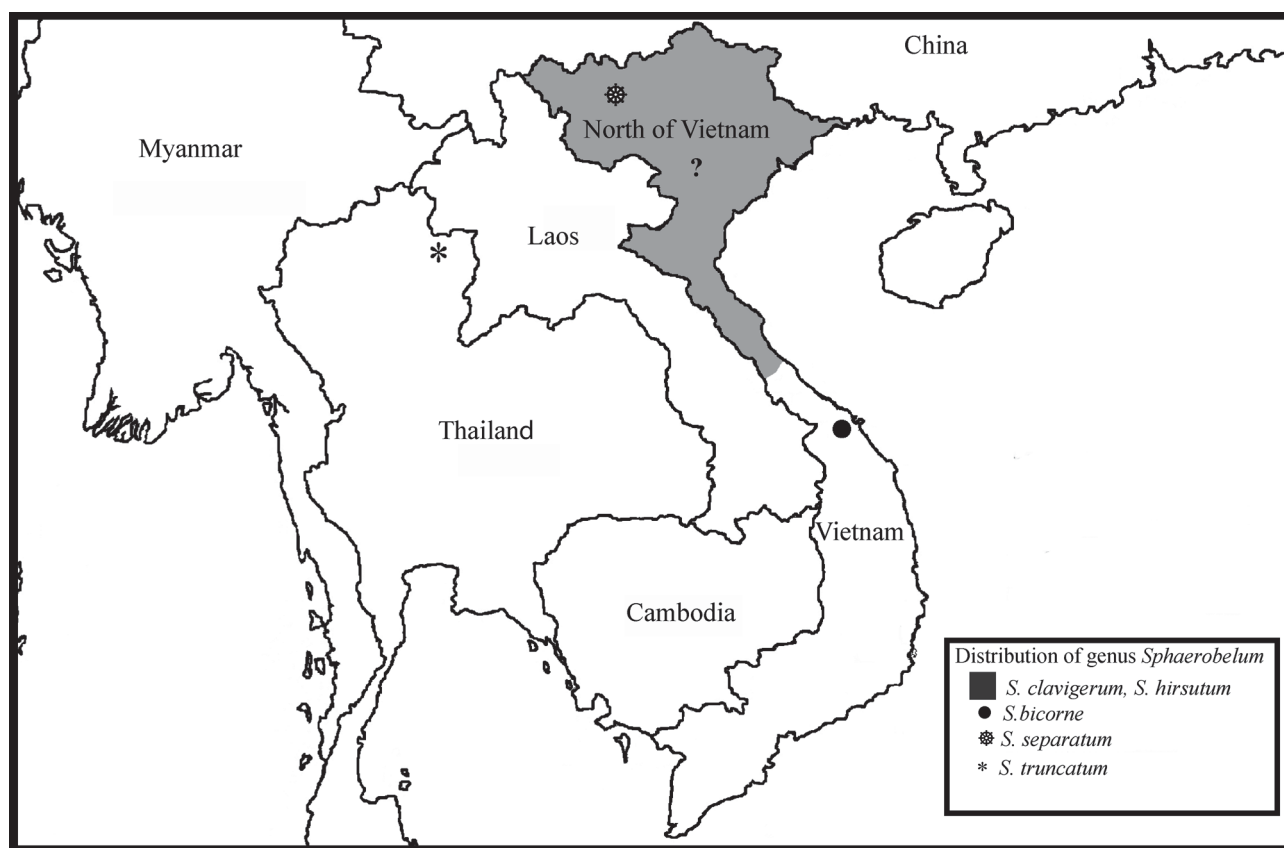 China
North of Vietnam
?
Myanmar
Laos
Thailand
Vietnam
Cambodia
Distribution of genus Sphaerobelum
S. clavigerum, S. hirsutum
S.bicorne
S. separatum
* S. truncatum